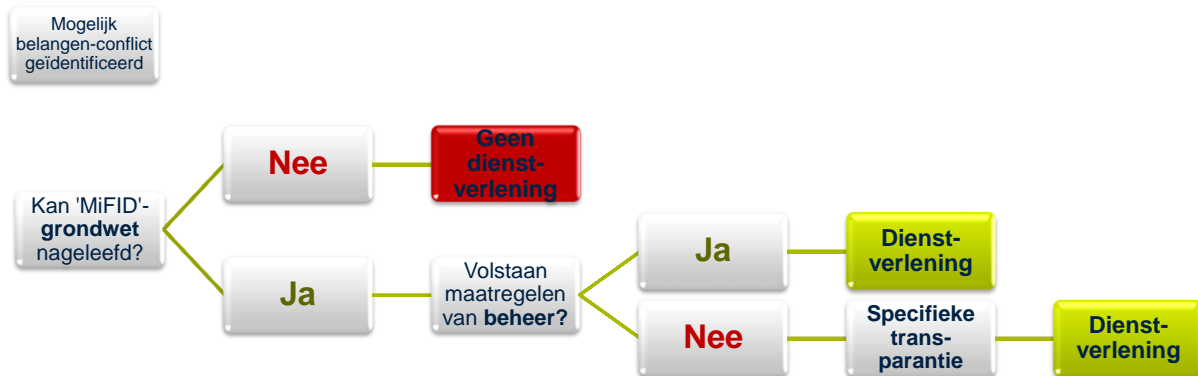 Mogelijk
belangen-conflict
geïdentificeerd
Nee
Geen
dienst-
verlening
Kan 'MiFID'-
grondwet
nageleefd?
Ja
Volstaan
maatregelen
van beheer?
Ja
Dienst-
verlening
Nee
Specifieke
trans-
parantie
Dienst-
verlening